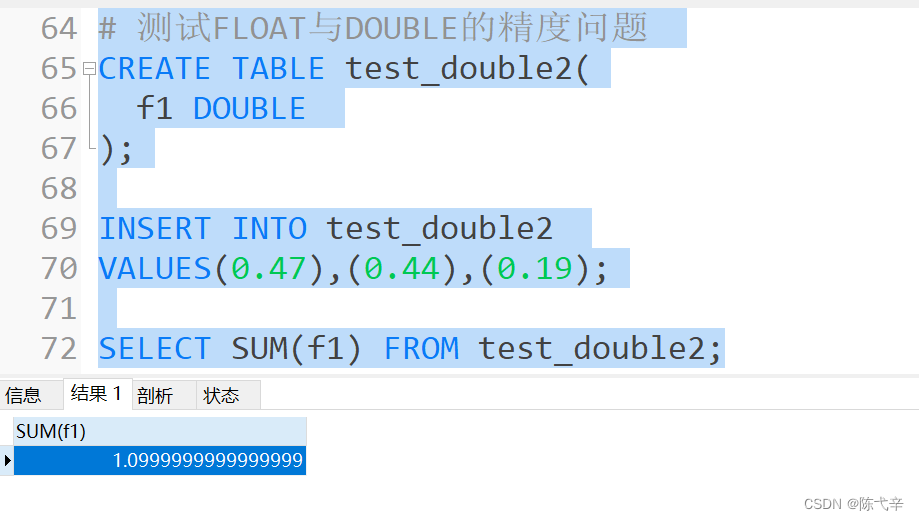 64 # 测试FLOAT与DOUBLE的精度问题
65 CREATE TABLE test_double2(
66 f1 DOUBLE
67 );
68
69 INSERT INTO test_double2
70 VALUES(0.47),(0.44),(0.19);
71
72 SELECT SUM(f1) FROM test_double2;
信息 结果 1 剖析 状态
SUM(f1)
1.0999999999999999
CSDN @陈弋辛